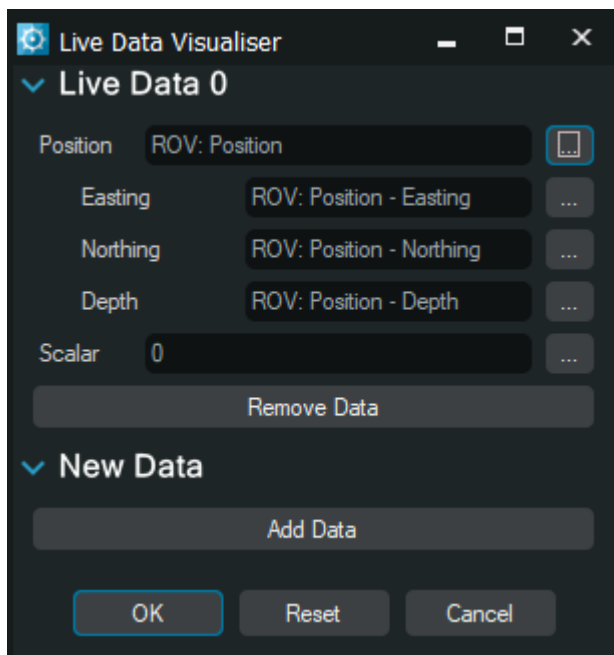 Live Data Visualiser
Live Data 0
Position ROV: Position ...
Easting ROV: Position - Easting ...
Northing ROV: Position - Northing ...
Depth ROV: Position - Depth ...
Scalar 0 ...
Remove Data
New Data
Add Data
OK Reset Cancel